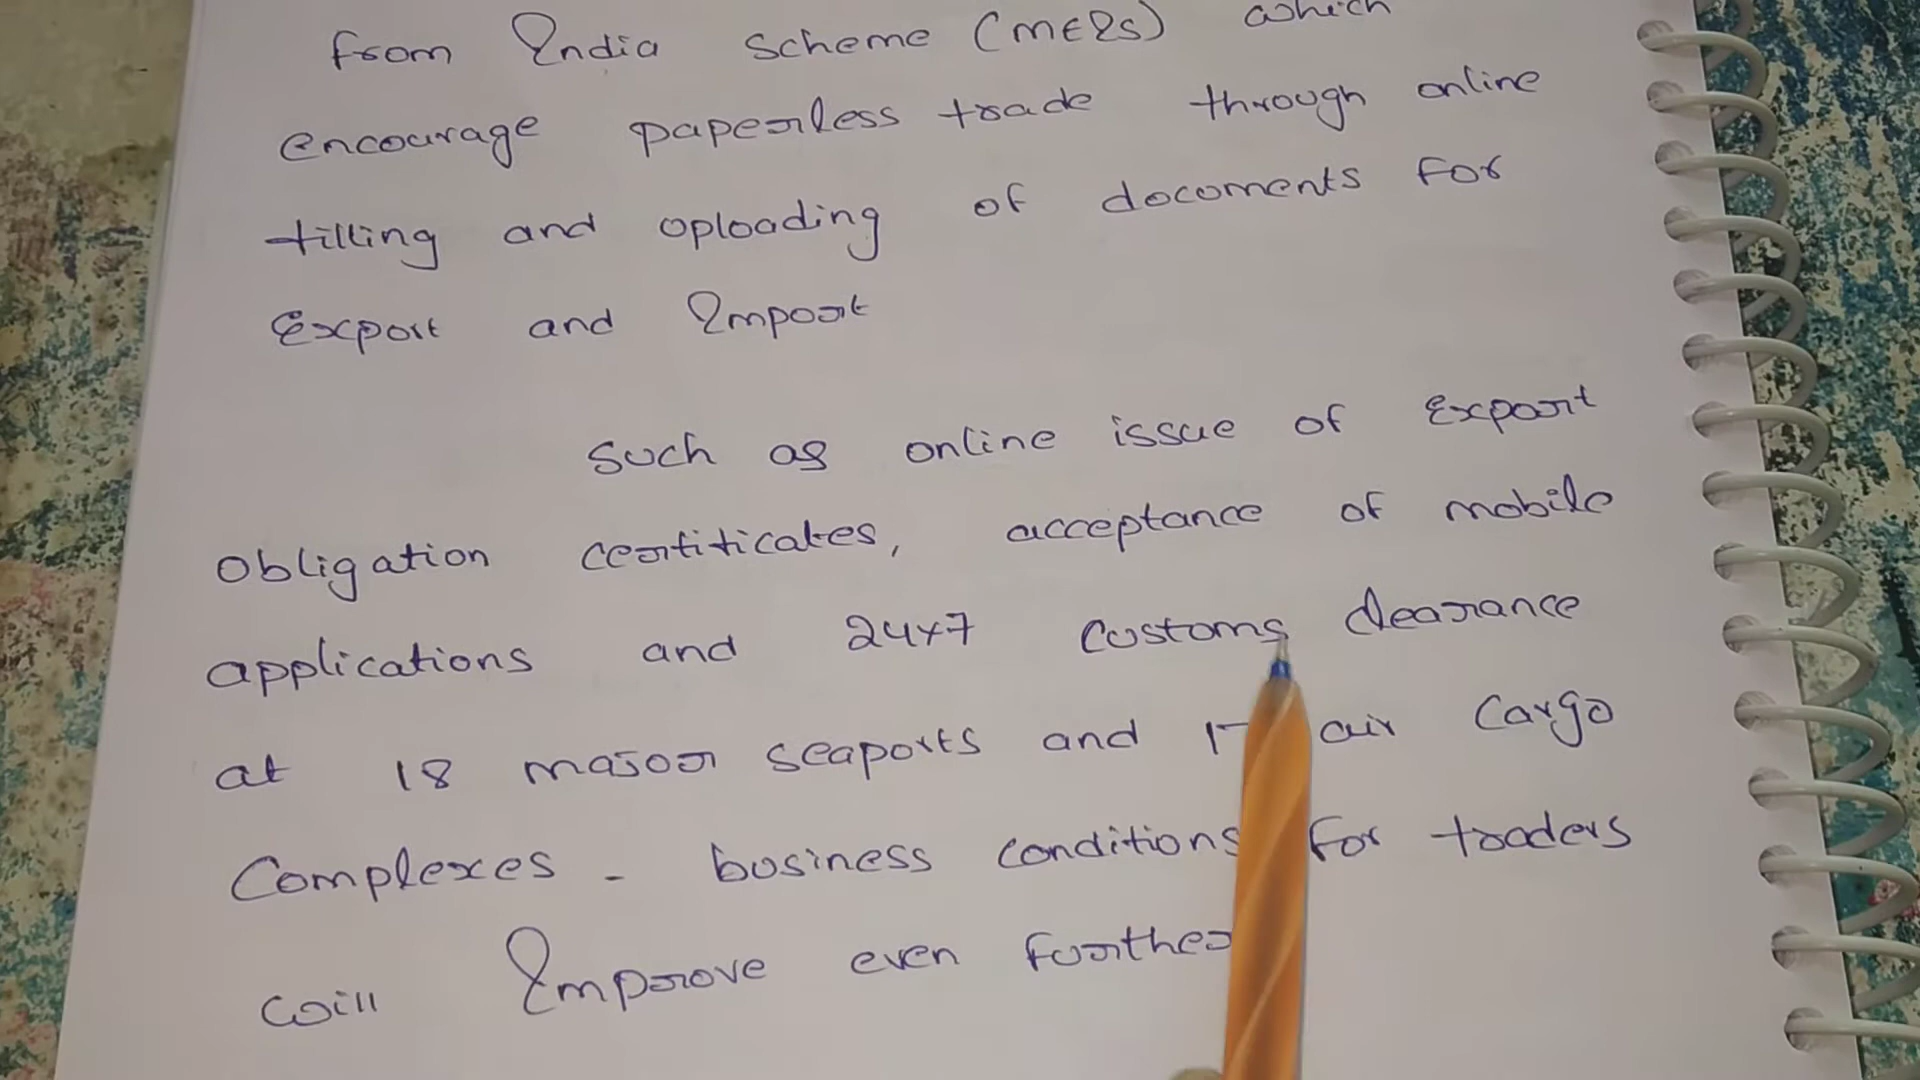 from India Scheme (MEIS) which
encourage paperless trade through online
filling and uploading of documents for
Export and Import
Such as online issue of Export
Obligation certificates, acceptance of mobile
applications and 24x7 Customs clearance
at 18 major seaports and air Cargo
Complexes - business conditions for traders
will Improve even further